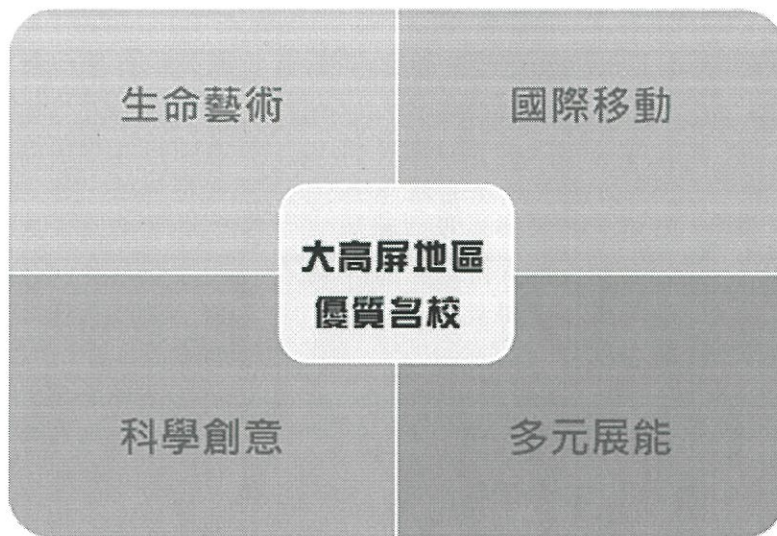 生命藝術
國際移動
大高屏地區
優質名校
科學創意
多元展能